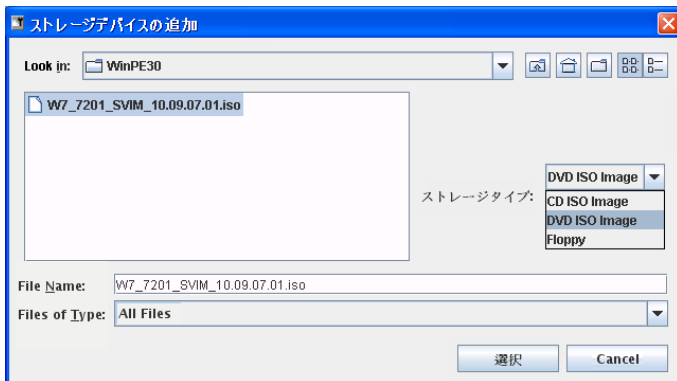 ストレージデバイスの追加
Look in: WinPE30
W7_7201_SVIM_10.09.07.01.iso
ストレージタイプ: DVD ISO Image
CD ISO Image
DVD ISO Image
Floppy
File Name: W7_7201_SVIM_10.09.07.01.iso
Files of Type: All Files
選択 Cancel